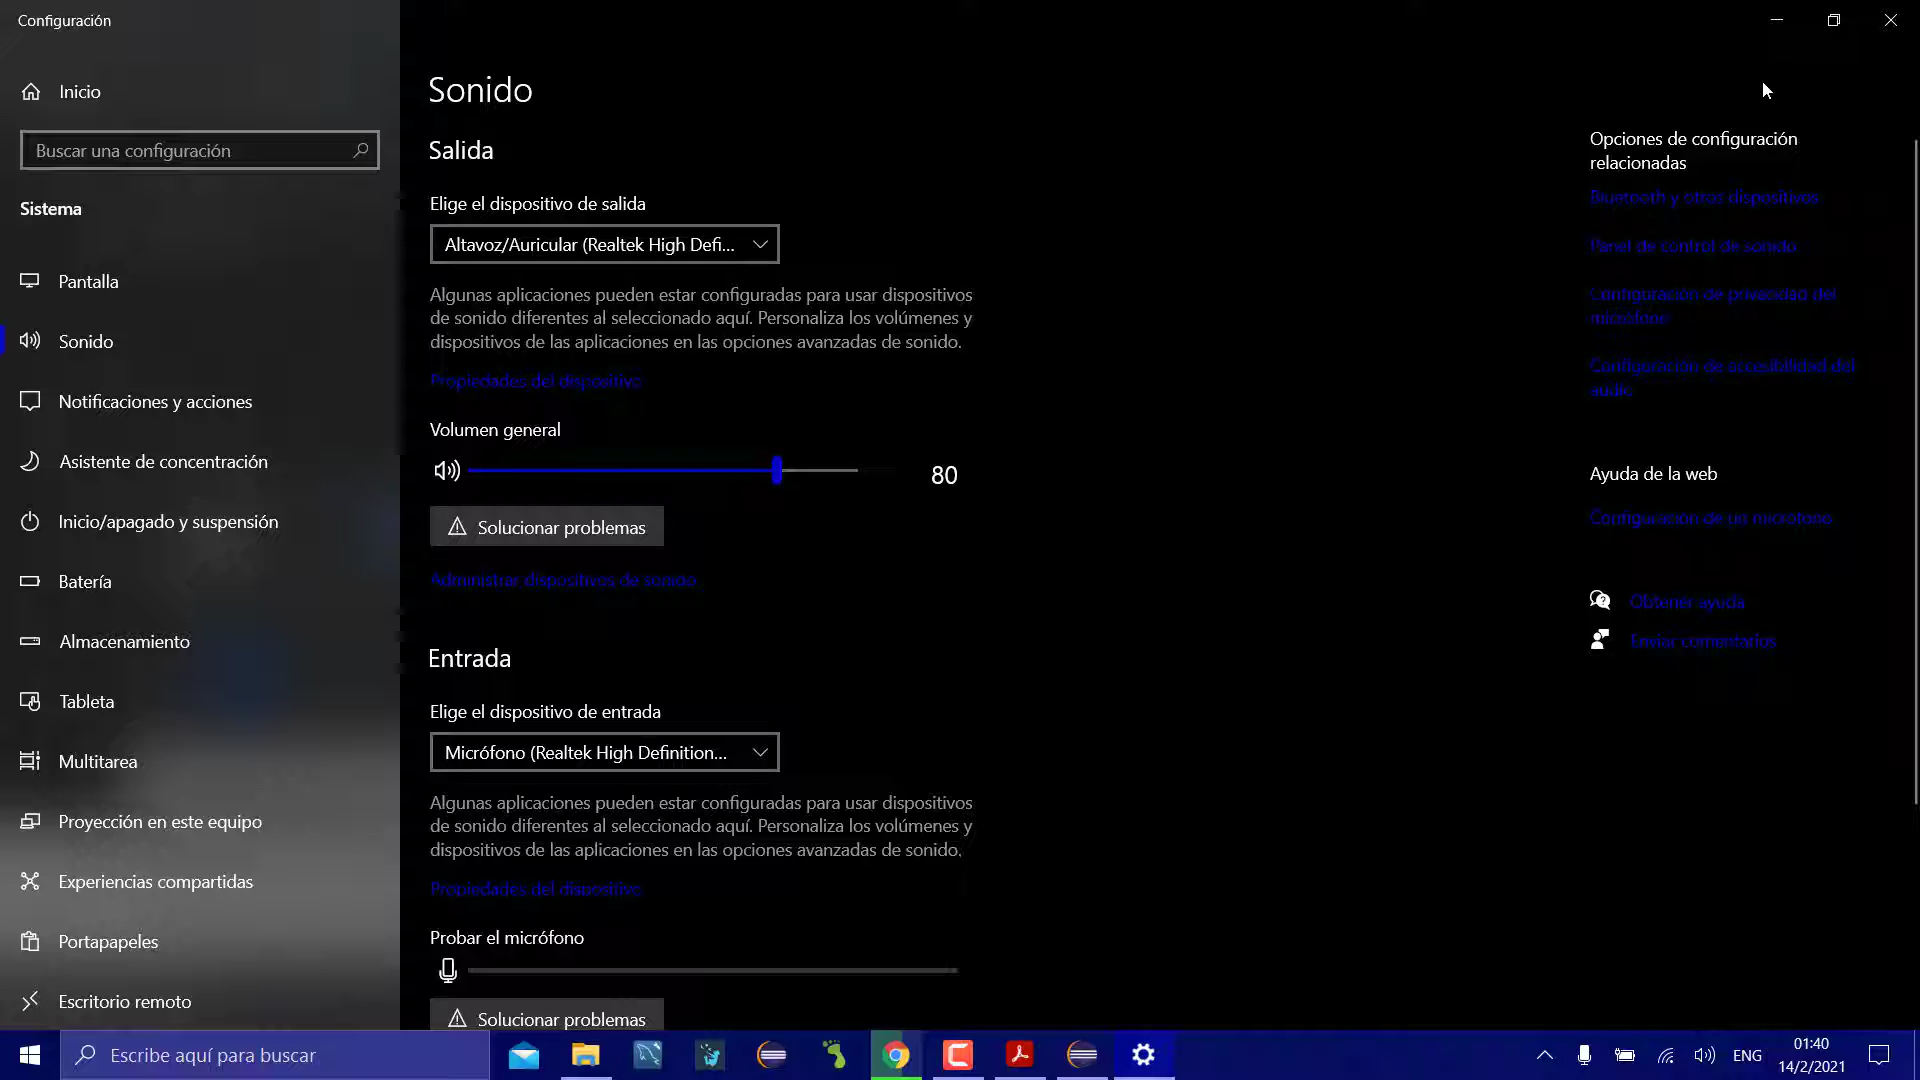 Configuración
Inicio
Buscar una configuración
Sistema
Pantalla
Sonido
Notificaciones y acciones
Asistente de concentración
Inicio/apagado y suspensión
Batería
Almacenamiento
Tableta
Multitarea
Proyección en este equipo
Experiencias compartidas
Portapapeles
Escritorio remoto
Sonido
Salida
Elige el dispositivo de salida
Altavoz/Auricular (Realtek High Defi...
Algunas aplicaciones pueden estar configuradas para usar dispositivos
de sonido diferentes al seleccionado aquí. Personaliza los volúmenes y
dispositivos de las aplicaciones en las opciones avanzadas de sonido.
Propiedades del dispositivo
Volumen general
80
Solucionar problemas
Administrar dispositivos de sonido
Entrada
Elige el dispositivo de entrada
Micrófono (Realtek High Definition...
Algunas aplicaciones pueden estar configuradas para usar dispositivos
de sonido diferentes al seleccionado aquí. Personaliza los volúmenes y
dispositivos de las aplicaciones en las opciones avanzadas de sonido.
Propiedades del dispositivo
Probar el micrófono
Solucionar problemas
Opciones de configuración
relacionadas
Bluetooth y otros dispositivos
Panel de control de sonido
Configuración de privacidad del
micrófono
Configuración de accesibilidad del
audio
Ayuda de la web
Configuración de un micrófono
Obtener ayuda
Enviar comentarios
Escribe aquí para buscar
ENG
01:40
14/2/2021